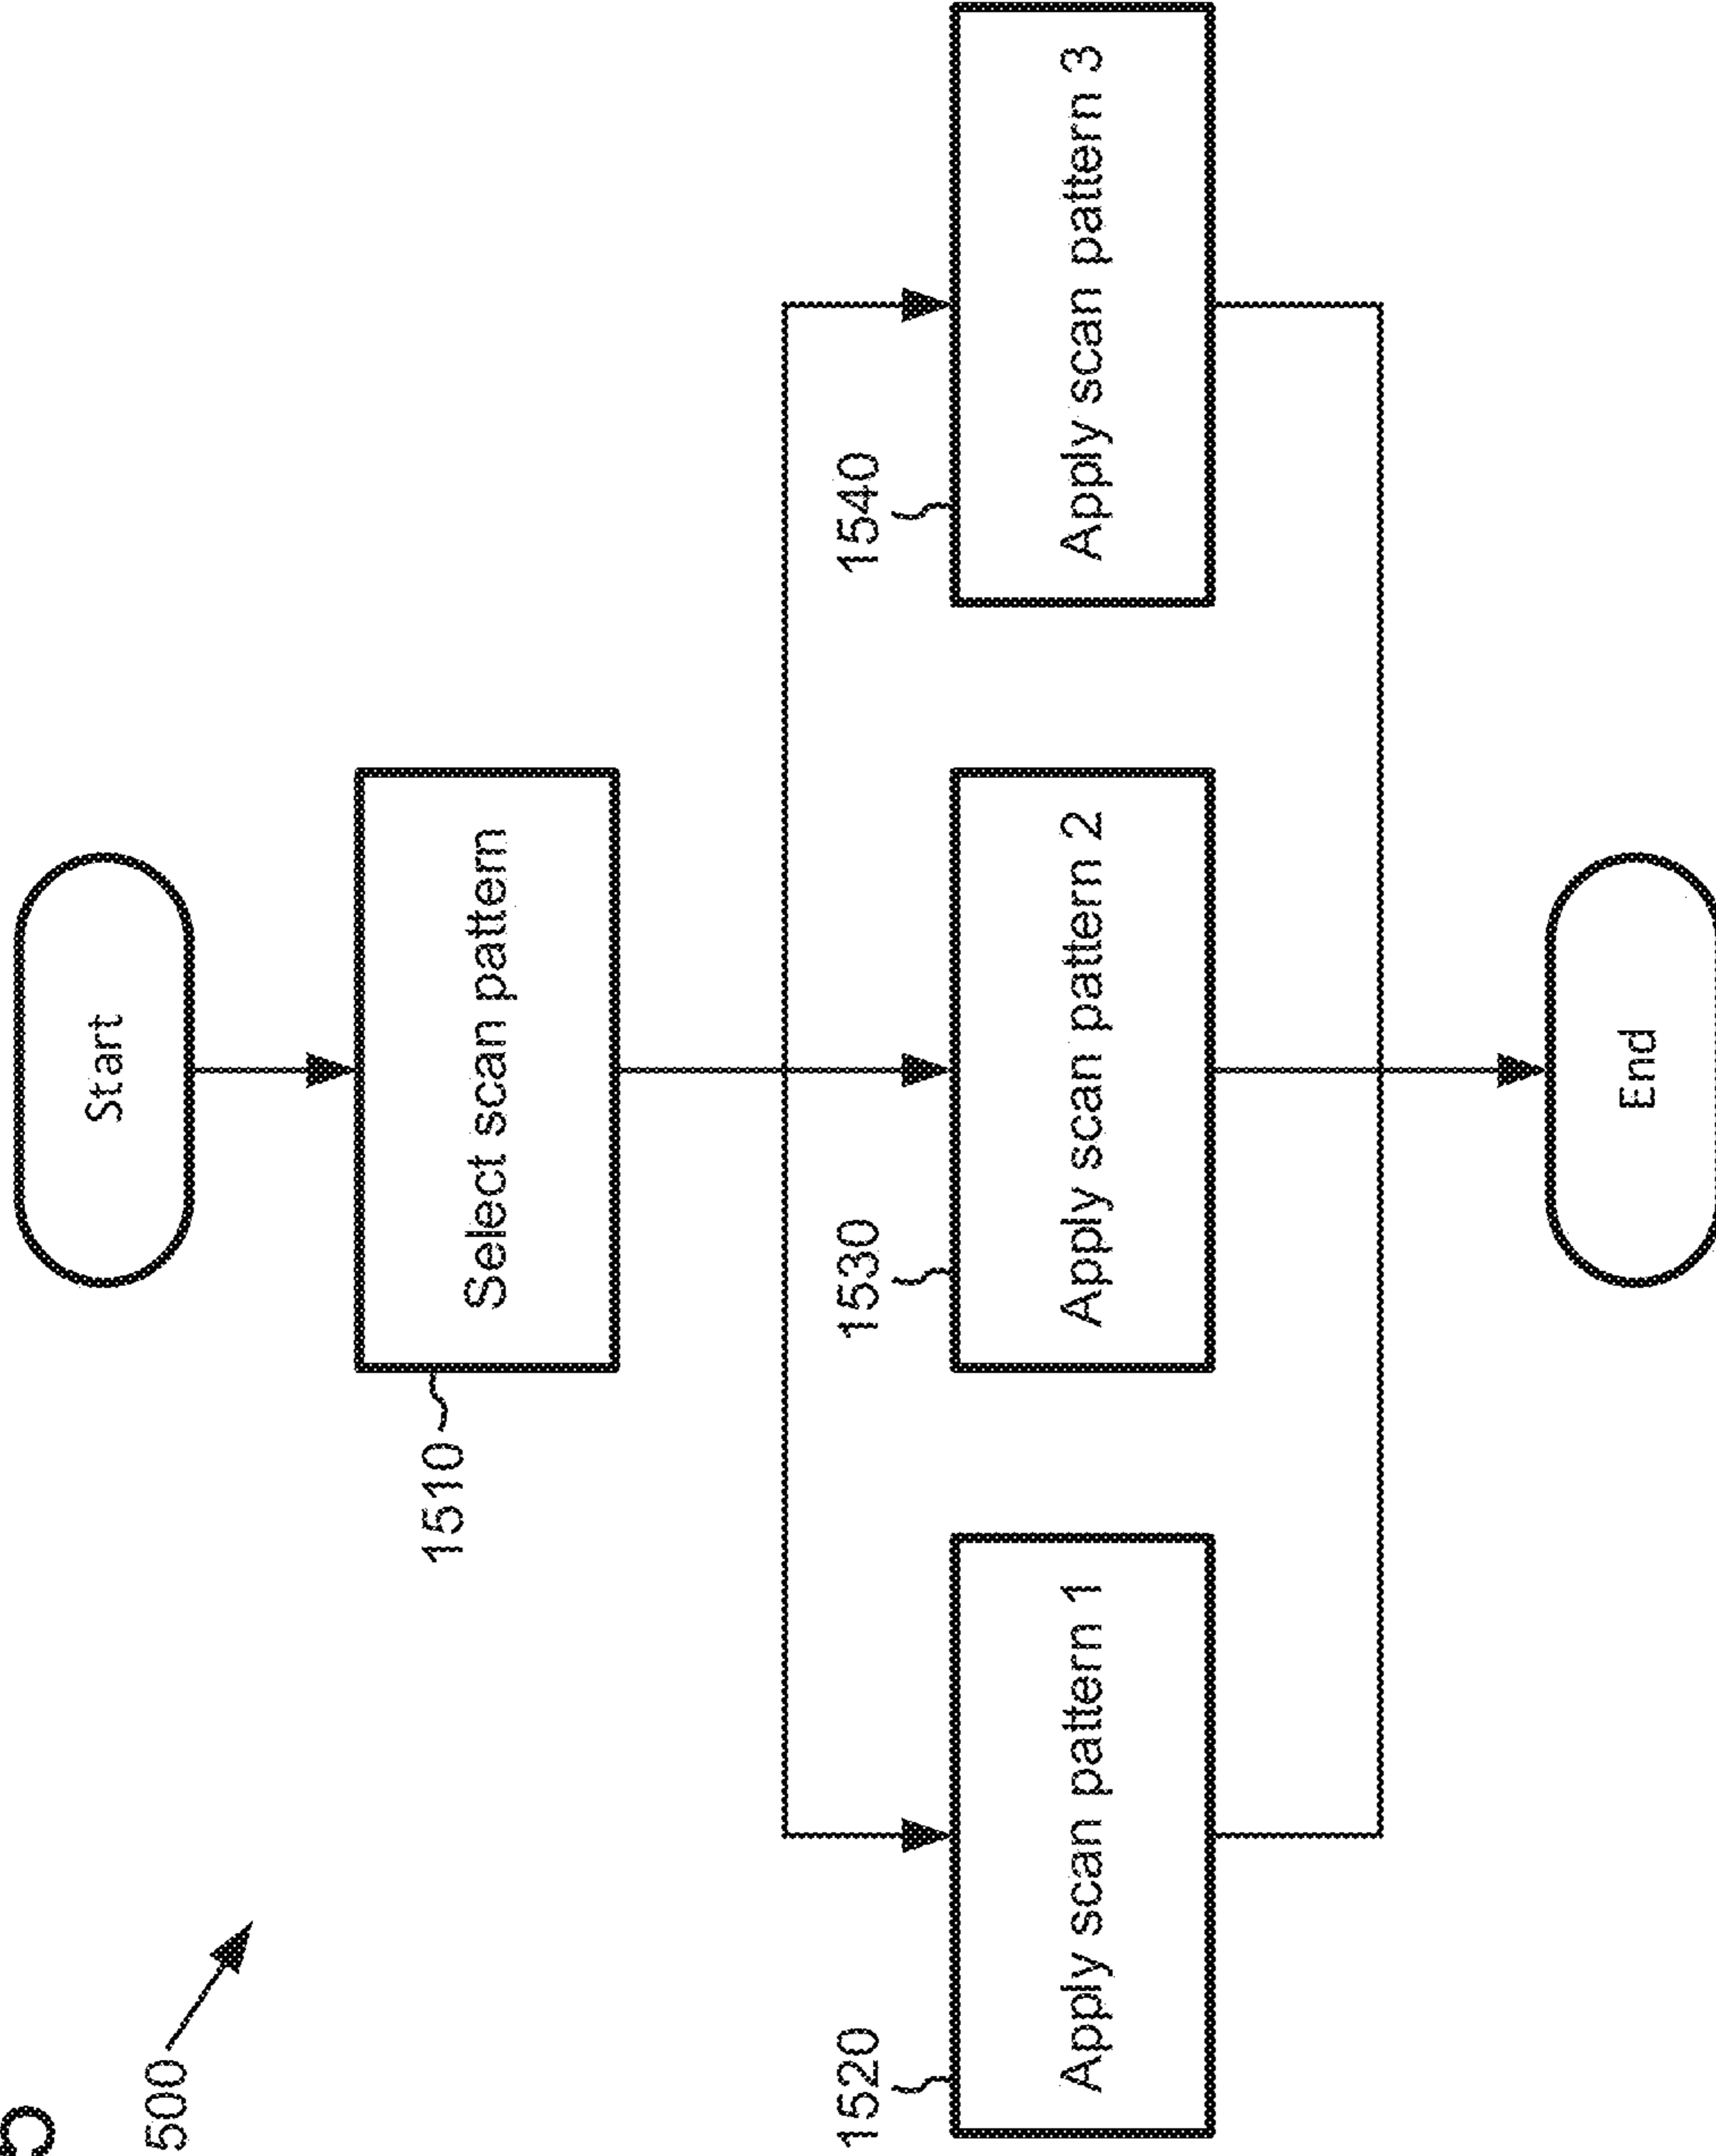 Start
500
1510
Select scan pattern
1520
1530
1540
Apply scan pattern 1
Apply scan pattern 2
Apply scan pattern 3
End